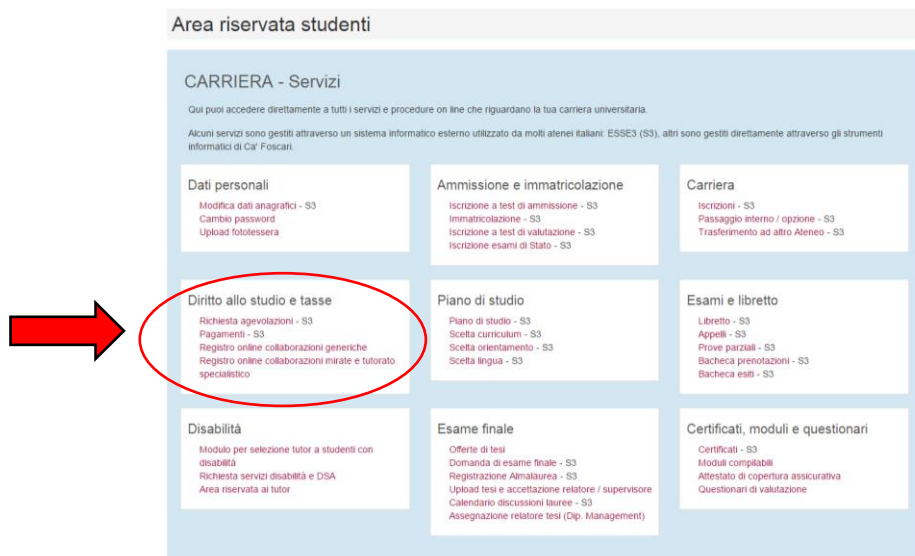 Area riservata studenti
CARRIERA - Servizi
Qui puoi accedere direttamente a tutti i servizi e procedure on line che riguardano la tua carriera universitaria.
Alcuni servizi sono gestiti attraverso un sistema informatico esterno utilizzato da molti atenei italiani: ESSE3 (S3), altri sono gestiti direttamente attraverso gli strumenti
informatici di Ca' Foscari.
Dati personali
Modifica dati anagrafici - S3
Cambio password
Upload fototessera
Ammissione e immatricolazione
Iscrizione a test di ammissione - S3
Immatricolazione - S3
Iscrizione a test di valutazione - S3
Iscrizione esami di Stato - S3
Carriera
Iscrizioni - S3
Passaggio interno / opzione - S3
Trasferimento ad altro Ateneo - S3
Diritto allo studio e tasse
Richiesta agevolazioni - S3
Pagamenti - S3
Registro online collaborazioni generiche
Registro online collaborazioni mirate e tutorato
specialistico
Piano di studio
Piano di studio - S3
Scelta curriculum - S3
Scelta orientamento - S3
Scelta lingua - S3
Esami e libretto
Libretto - S3
Appelli - S3
Prove parziali - S3
Bacheca prenotazioni - S3
Bacheca esiti - S3
Disabilità
Modulo per selezione tutor a studenti con
disabilità
Richiesta servizi disabilità e DSA
Area riservata ai tutor
Esame finale
Offerte di tesi
Domanda di esame finale - S3
Registrazione Almalaurea - S3
Upload tesi e accettazione relatore / supervisore
Calendario discussioni lauree - S3
Assegnazione relatore tesi (Dip. Management)
Certificati, moduli e questionari
Certificati - S3
Moduli compilabili
Attestato di copertura assicurativa
Questionari di valutazione